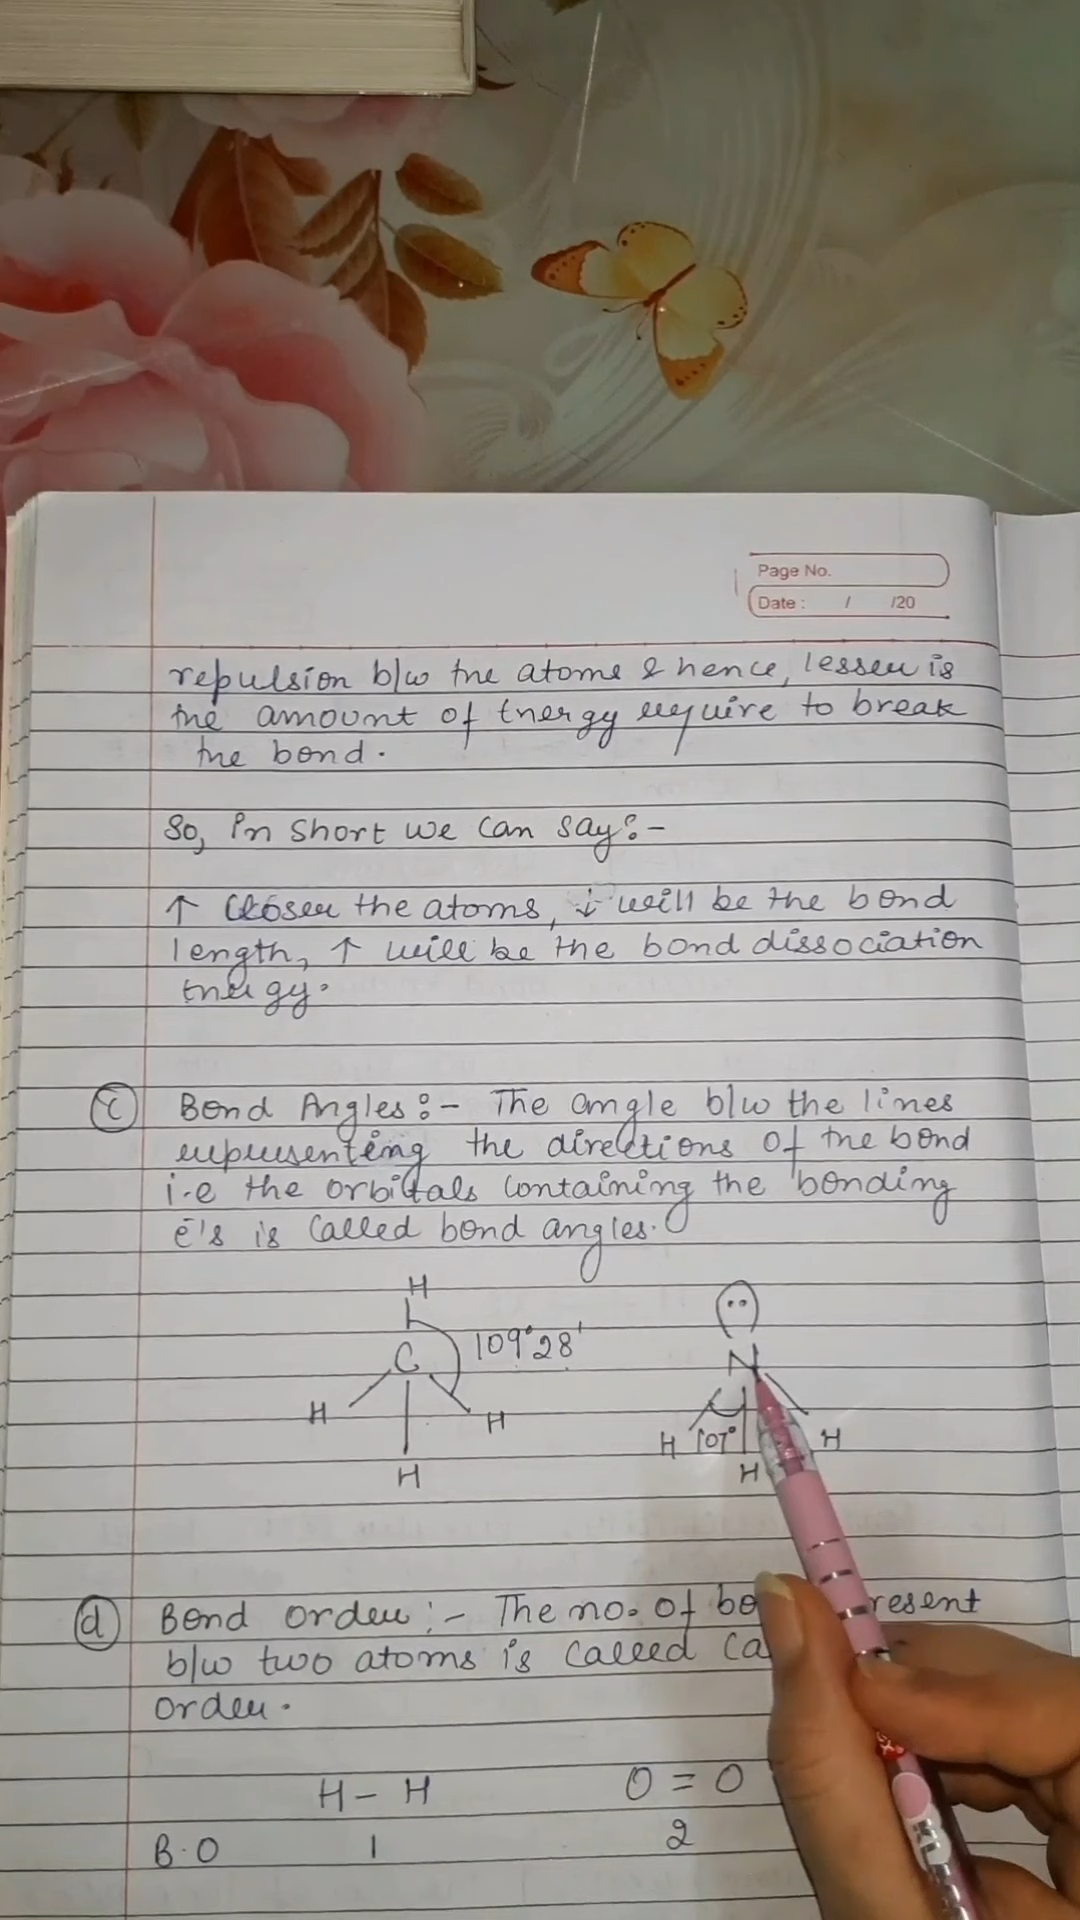 Page No.
Date : / /20
repulsion b/w the atoms & hence, lesser is
the amount of Energy require to break
the bond.
So, in short we can say:-
↑ Closer the atoms, ↓ will be the bond
length, ↑ will be the bond dissociation
Energy.
(c) Bond Angles:- The angle b/w the lines
representing the directions of the bond
i.e the orbitals containing the bonding
e⁻'s is called bond angles.
H
C 109°28' N
H H H 107° H
H H
(d) Bond order:- The no. of resent
b/w two atoms is called
order.
H - H O = O
B.O 1 2